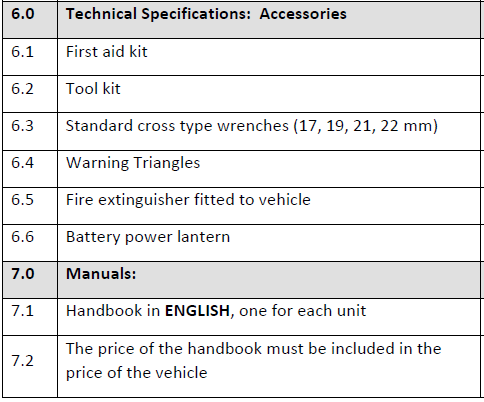 6.0 Technical Specifications: Accessories
6.1 First aid kit
6.2 Tool kit
6.3 Standard cross type wrenches (17, 19, 21, 22 mm)
6.4 Warning Triangles
6.5 Fire extinguisher fitted to vehicle
6.6 Battery power lantern
7.0 Manuals:
7.1 Handbook in ENGLISH, one for each unit
7.2 The price of the handbook must be included in the
price of the vehicle